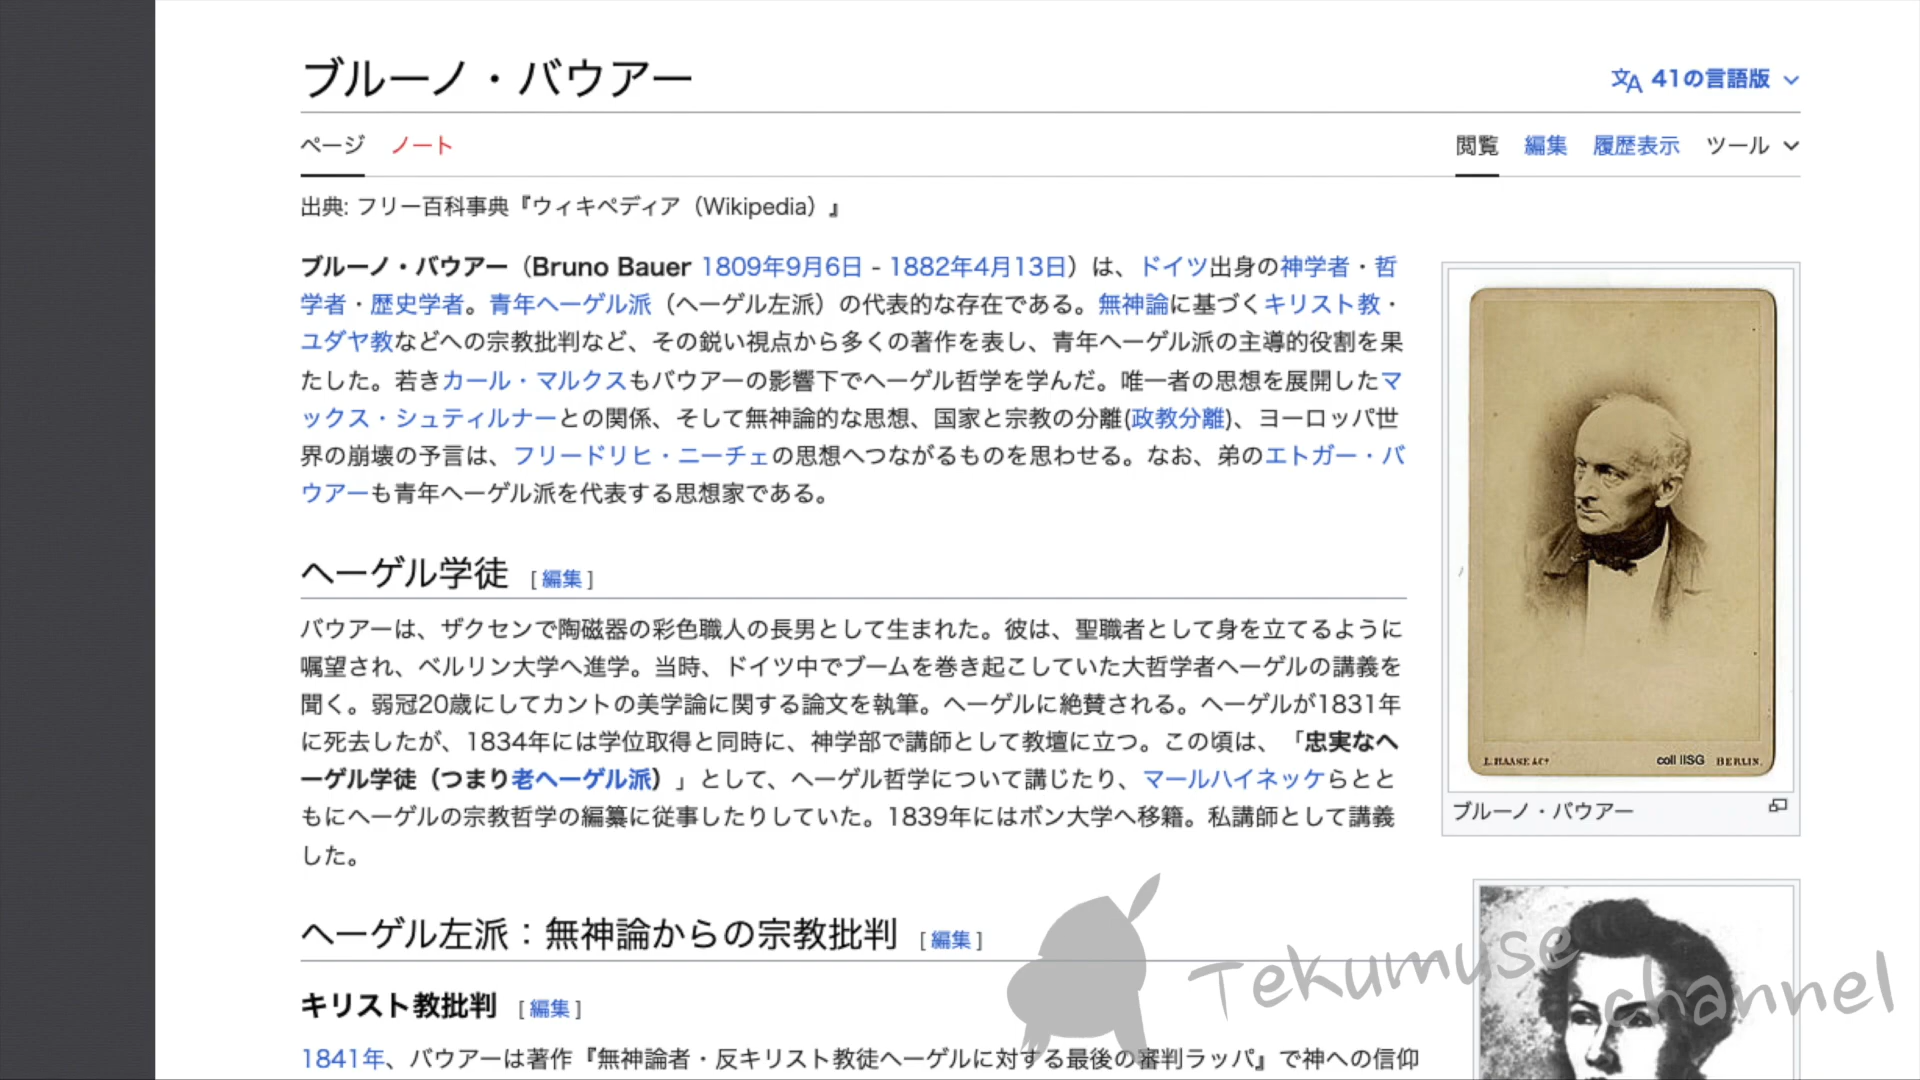 ブルーノ・バウアー
41の言語版
ページ ノート
閲覧 編集 履歴表示 ツール
出典: フリー百科事典『ウィキペディア（Wikipedia）』
ブルーノ・バウアー（Bruno Bauer 1809年9月6日 - 1882年4月13日）は、ドイツ出身の神学者・哲
学者・歴史学者。青年ヘーゲル派（ヘーゲル左派）の代表的な存在である。無神論に基づくキリスト教・
ユダヤ教などへの宗教批判など、その鋭い視点から多くの著作を表し、青年ヘーゲル派の主導的役割を果
たした。若きカール・マルクスもバウアーの影響下でヘーゲル哲学を学んだ。唯一者の思想を展開したマ
ックス・シュティルナーとの関係、そして無神論的な思想、国家と宗教の分離(政教分離)、ヨーロッパ世
界の崩壊の予言は、フリードリヒ・ニーチェの思想へつながるものを思わせる。なお、弟のエトガー・バ
ウアーも青年ヘーゲル派を代表する思想家である。
ヘーゲル学徒 [ 編集 ]
バウアーは、ザクセンで陶磁器の彩色職人の長男として生まれた。彼は、聖職者として身を立てるように
嘱望され、ベルリン大学へ進学。当時、ドイツ中でブームを巻き起こしていた大哲学者ヘーゲルの講義を
聞く。弱冠20歳にしてカントの美学論に関する論文を執筆。ヘーゲルに絶賛される。ヘーゲルが1831年
に死去したが、1834年には学位取得と同時に、神学部で講師として教壇に立つ。この頃は、「忠実なヘ
ーゲル学徒（つまり老ヘーゲル派）」として、ヘーゲル哲学について講じたり、マールハイネッケらとと
もにヘーゲルの宗教哲学の編纂に従事したりしていた。1839年にはボン大学へ移籍。私講師として講義
した。
L. HAASE & Co coll IISG BERLIN.
ブルーノ・バウアー
ヘーゲル左派：無神論からの宗教批判 [ 編集 ]
キリスト教批判 [ 編集 ]
1841年、バウアーは著作『無神論者・反キリスト教徒ヘーゲルに対する最後の審判ラッパ』で神への信仰
Tekumuse
channel